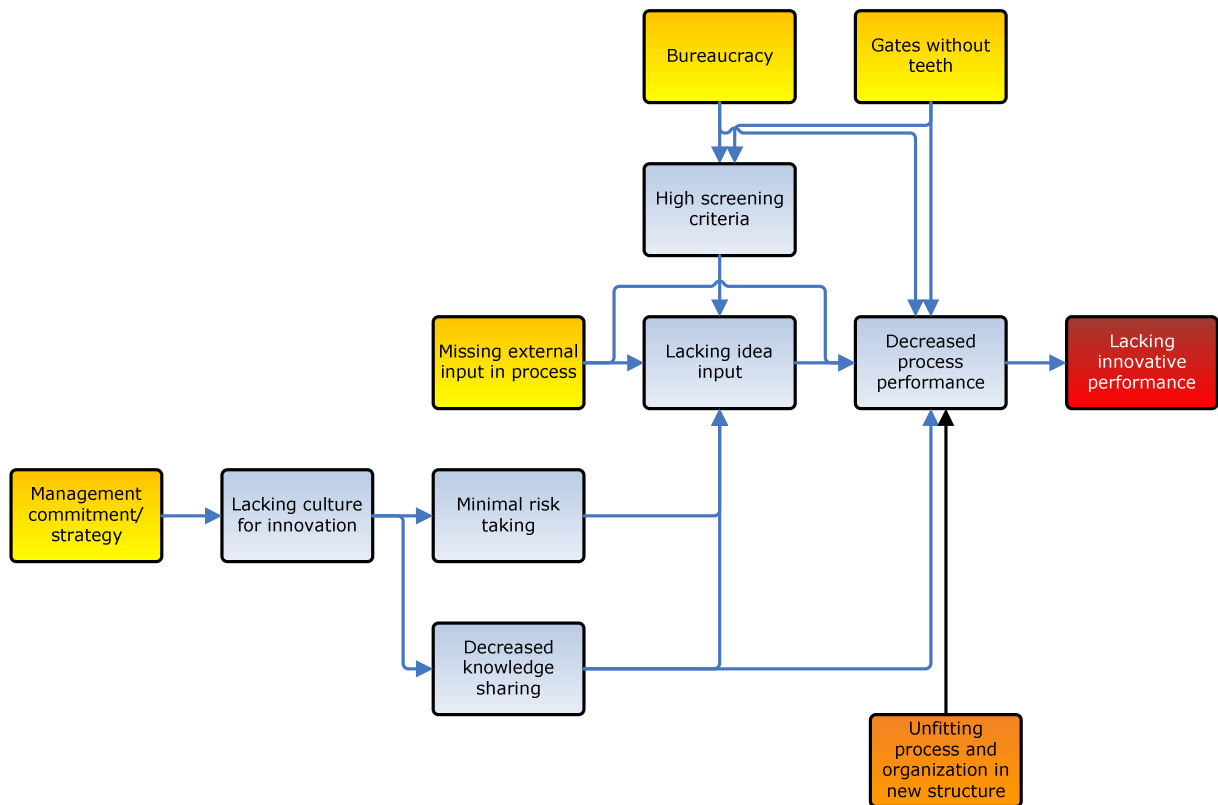 Bureaucracy
Gates without
teeth
High screening
criteria
Missing external
input in process
Lacking idea
input
Decreased
process
performance
Lacking
innovative
performance
Management
commitment/
strategy
Lacking culture
for innovation
Minimal risk
taking
Decreased
knowledge
sharing
Unfitting
process and
organization in
new structure